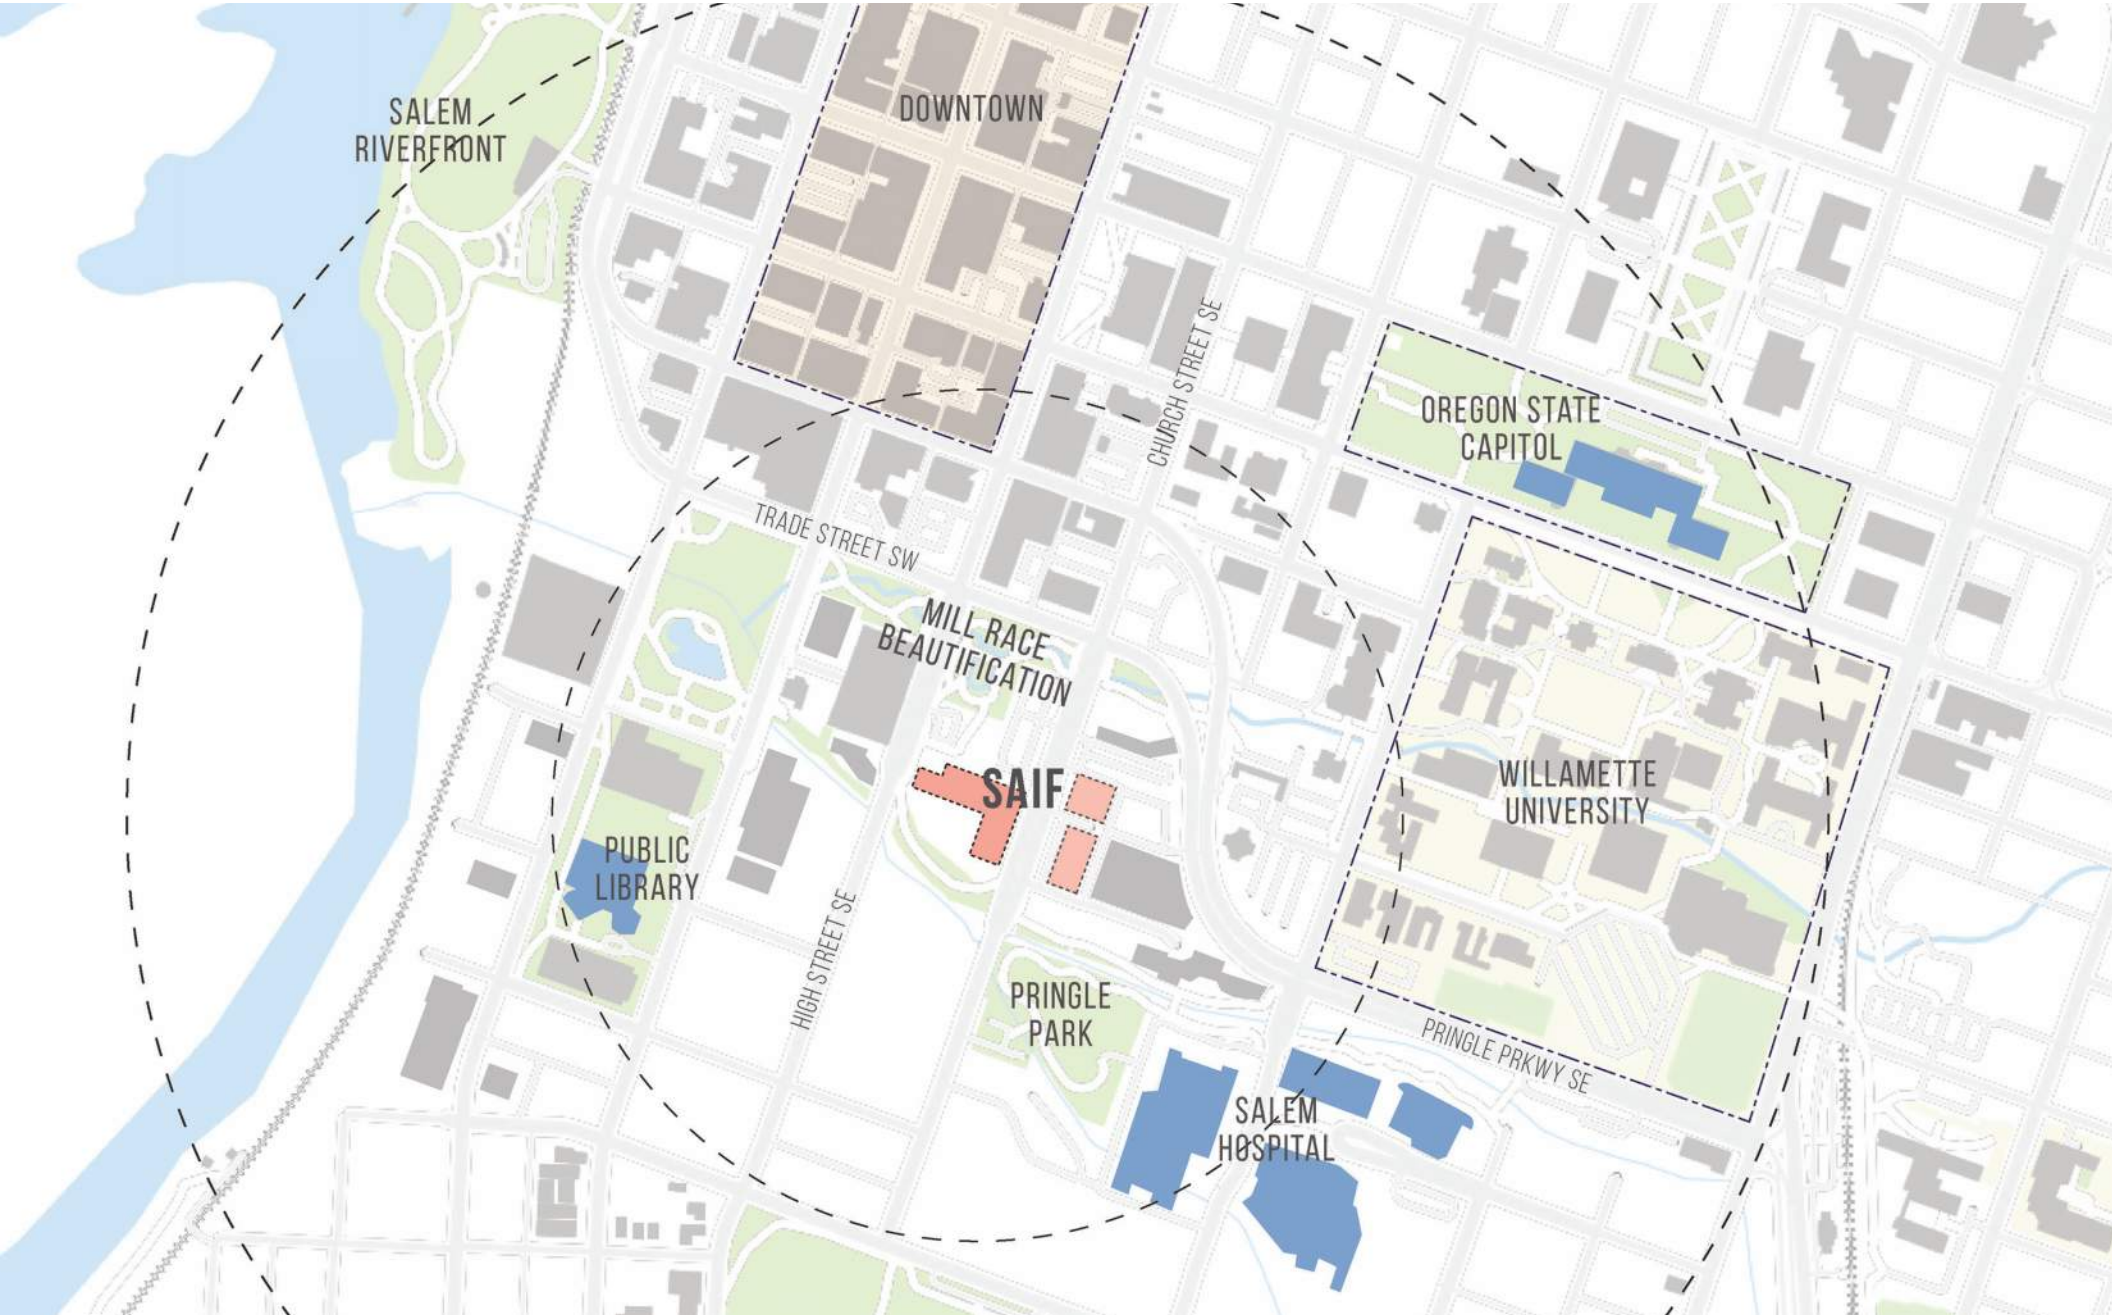 SALEM
RIVERFRONT
DOWNTOWN
CHURCH STREET SE
OREGON STATE
CAPITOL
TRADE STREET SW
MILL RACE
BEAUTIFICATION
SAIF
WILLAMETTE
UNIVERSITY
PUBLIC
LIBRARY
HIGH STREET SE
PRINGLE
PARK
PRINGLE PRKWY SE
SALEM
HOSPITAL